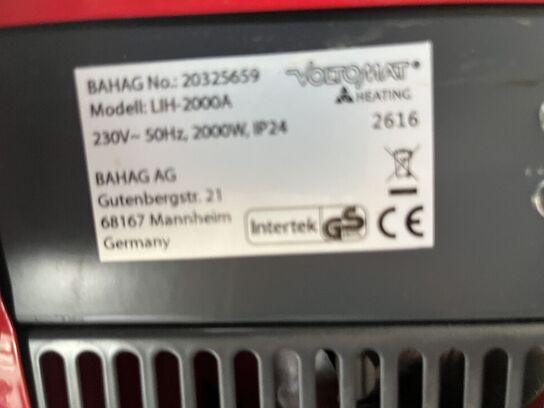 BAHAG No.: 20325659
Modell: LIH-2000A
230V~ 50Hz, 2000W, IP24
BAHAG AG
Gutenbergstr. 21
68167 Mannheim
Germany
VOLTOMAT®
HEATING
2616
Intertek GS
CE